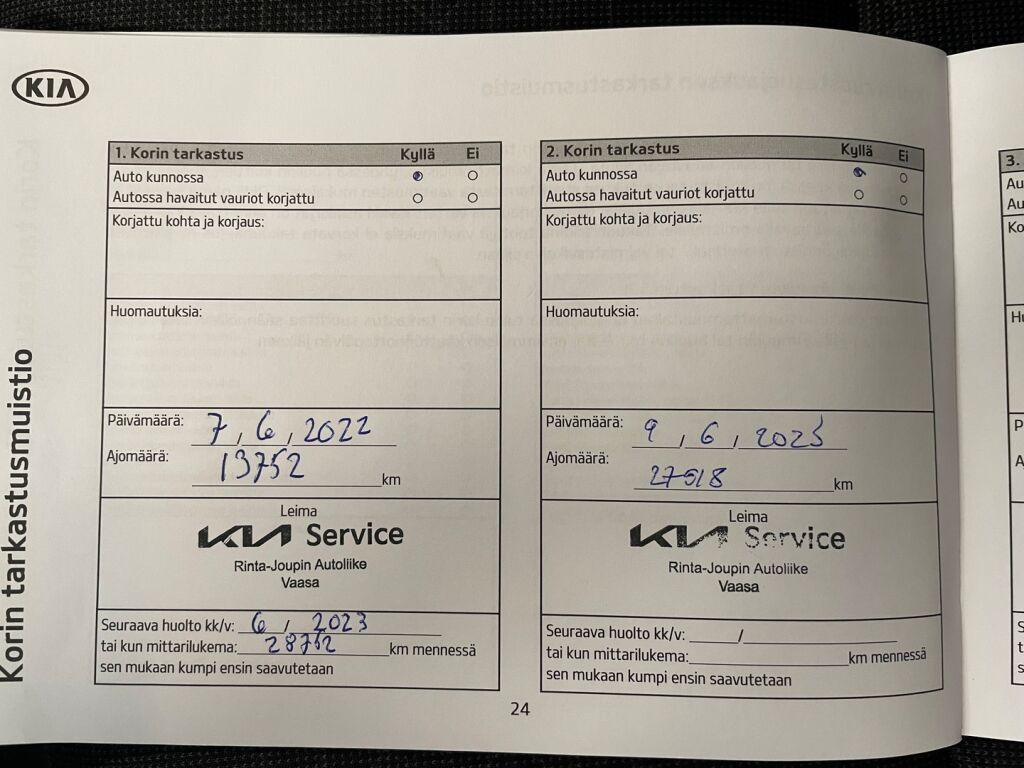 KIA
Korin tarkastusmuistio
1. Korin tarkastus Kyllä Ei
Auto kunnossa
Autossa havaitut vauriot korjattu
Korjattu kohta ja korjaus:
Huomautuksia:
Päivämäärä: 7 / 6 / 2022
Ajomäärä: 13752 km
Leima
KIA Service
Rinta-Joupin Autoliike
Vaasa
Seuraava huolto kk/v: 6 / 2023
tai kun mittarilukema: 28752 km mennessä
sen mukaan kumpi ensin saavutetaan
2. Korin tarkastus Kyllä Ei
Auto kunnossa
Autossa havaitut vauriot korjattu
Korjattu kohta ja korjaus:
Huomautuksia:
Päivämäärä: 9 / 6 / 2023
Ajomäärä: 27518 km
Leima
KIA Service
Rinta-Joupin Autoliike
Vaasa
Seuraava huolto kk/v: /
tai kun mittarilukema: km mennessä
sen mukaan kumpi ensin saavutetaan
24
3.